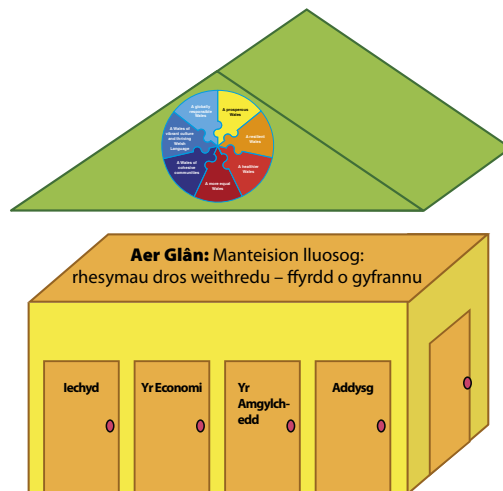 A globally
responsible
Wales
A prosperous
Wales
A resilient
Wales
A healthier
Wales
A more equal
Wales
A Wales of
cohesive
communities
A Wales of
vibrant culture
and thriving
Welsh
Language
Aer Glân: Manteision lluosog:
rhesymau dros weithredu – ffyrdd o gyfrannu
Iechyd
Yr Economi
Yr
Amgylch-
edd
Addysg